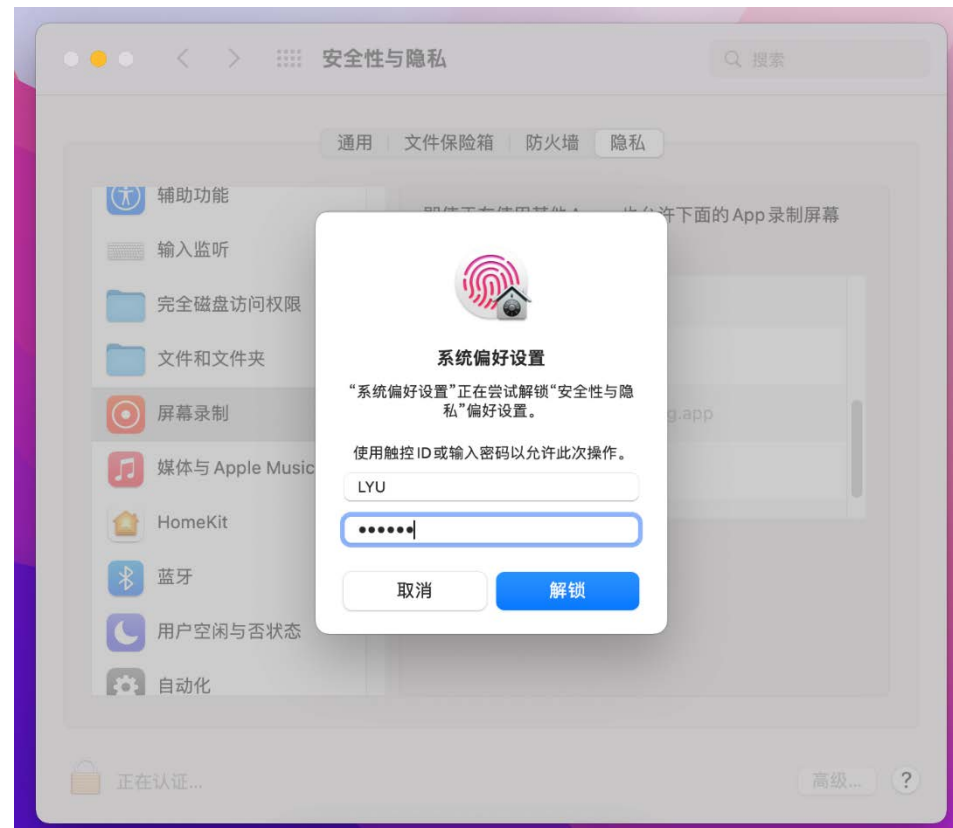 安全性与隐私
搜索
通用
文件保险箱
防火墙
隐私
辅助功能
输入监听
完全磁盘访问权限
文件和文件夹
屏幕录制
媒体与 Apple Music
HomeKit
蓝牙
用户空闲与否状态
自动化
许下面的 App 录制屏幕
g.app
系统偏好设置
“系统偏好设置”正在尝试解锁“安全性与隐
私”偏好设置。
使用触控 ID 或输入密码以允许此次操作。
LYU
••••••
取消
解锁
正在认证...
高级...
?